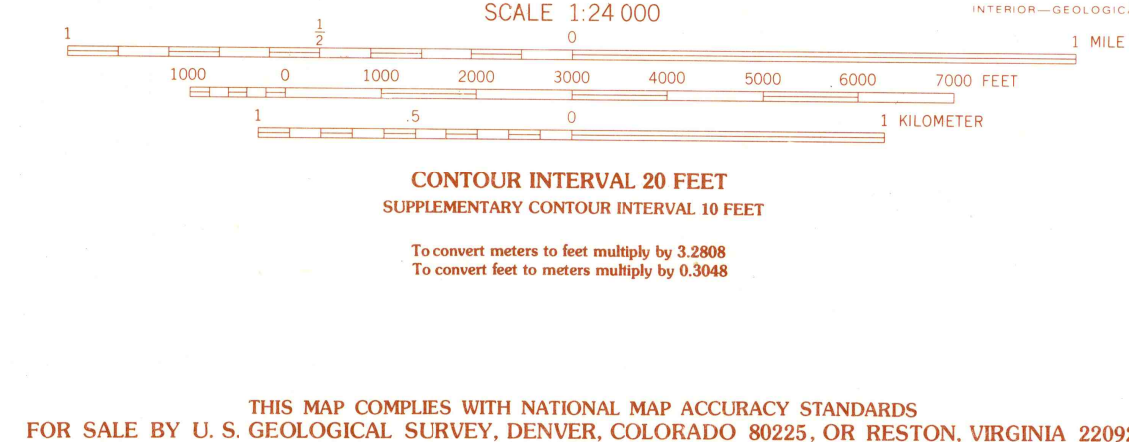 SCALE 1:24 000
INTERIOR—GEOLOGICA
1 1/2 0 1 MILE
1000 0 1000 2000 3000 4000 5000 6000 7000 FEET
1 .5 0 1 KILOMETER
CONTOUR INTERVAL 20 FEET
SUPPLEMENTARY CONTOUR INTERVAL 10 FEET
To convert meters to feet multiply by 3.2808
To convert feet to meters multiply by 0.3048
THIS MAP COMPLIES WITH NATIONAL MAP ACCURACY STANDARDS
FOR SALE BY U. S. GEOLOGICAL SURVEY, DENVER, COLORADO 80225, OR RESTON, VIRGINIA 22092